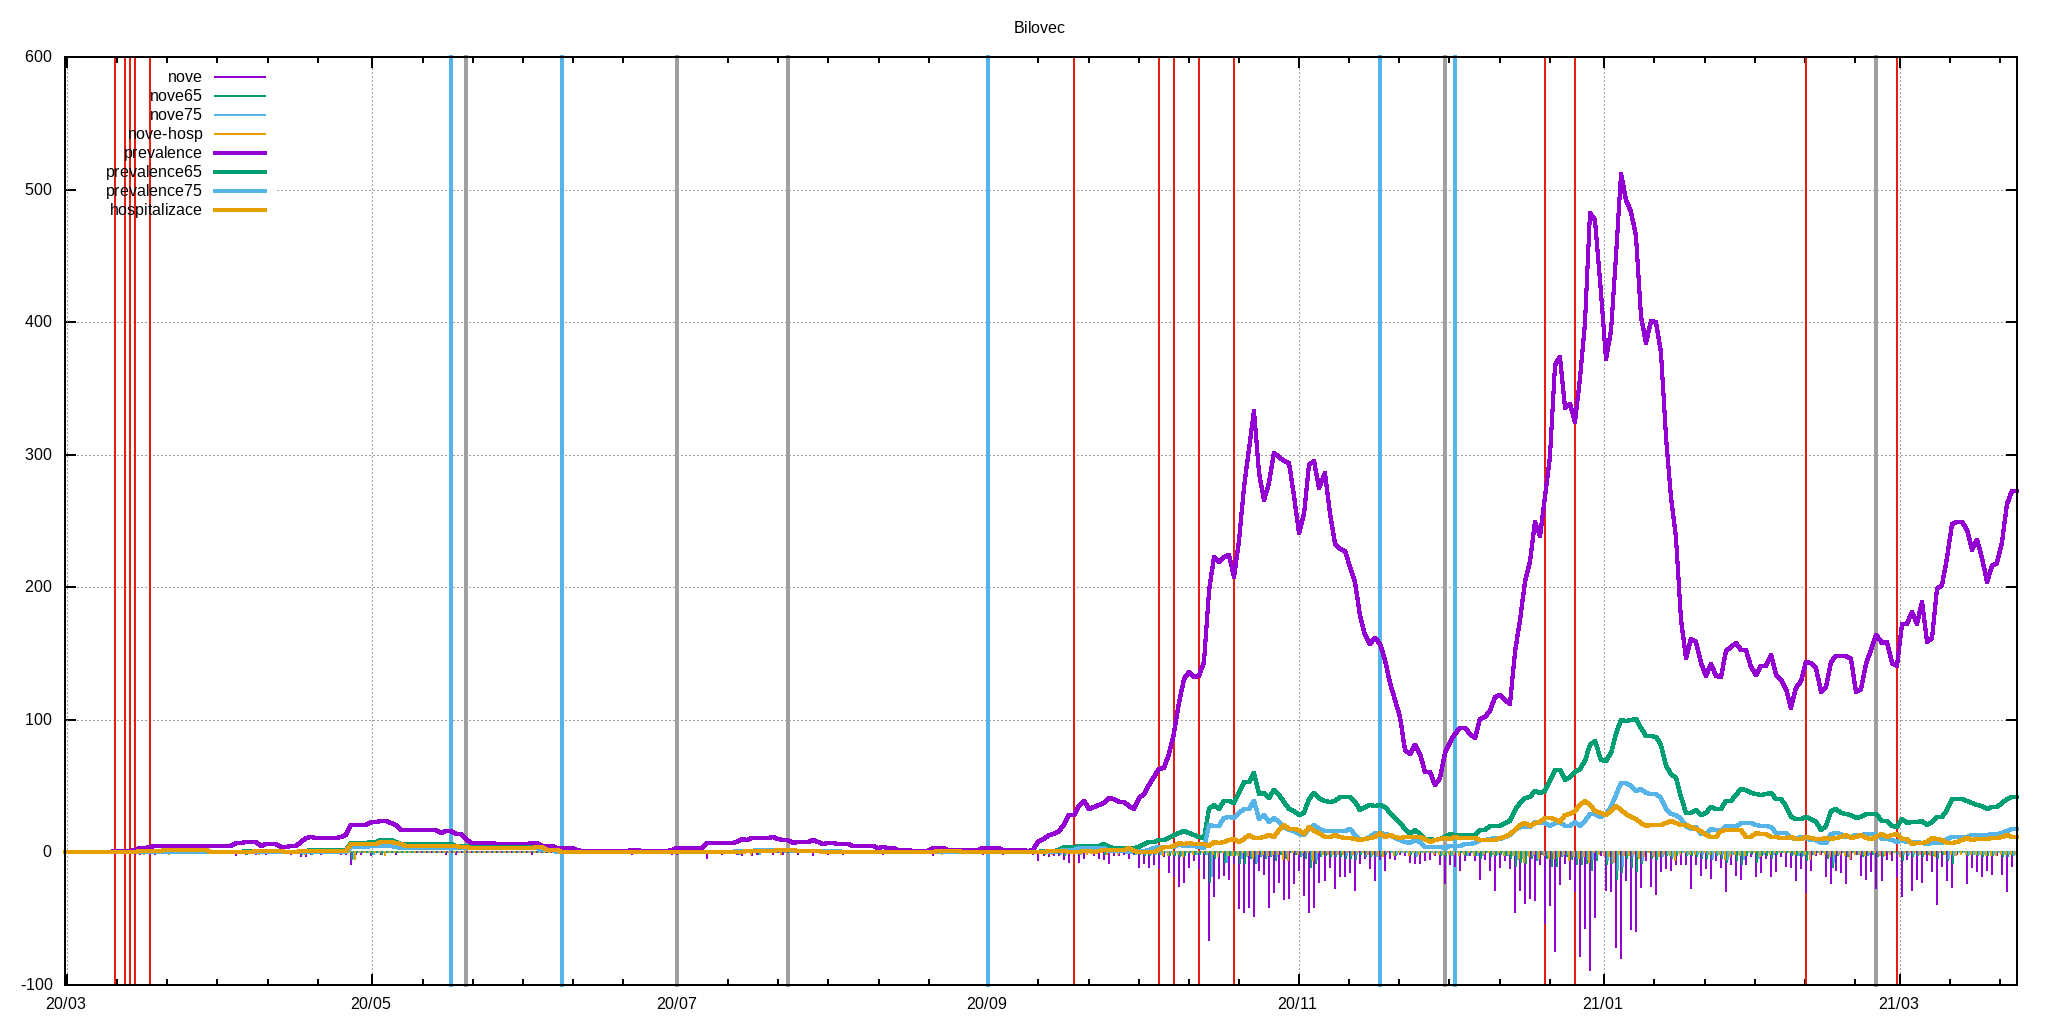 Bilovec
600
500
400
300
200
100
0
-100
nove
nove65
nove75
nove-hosp
prevalence
prevalence65
prevalence75
hospitalizace
20/03 20/05 20/07 20/09 20/11 21/01 21/03